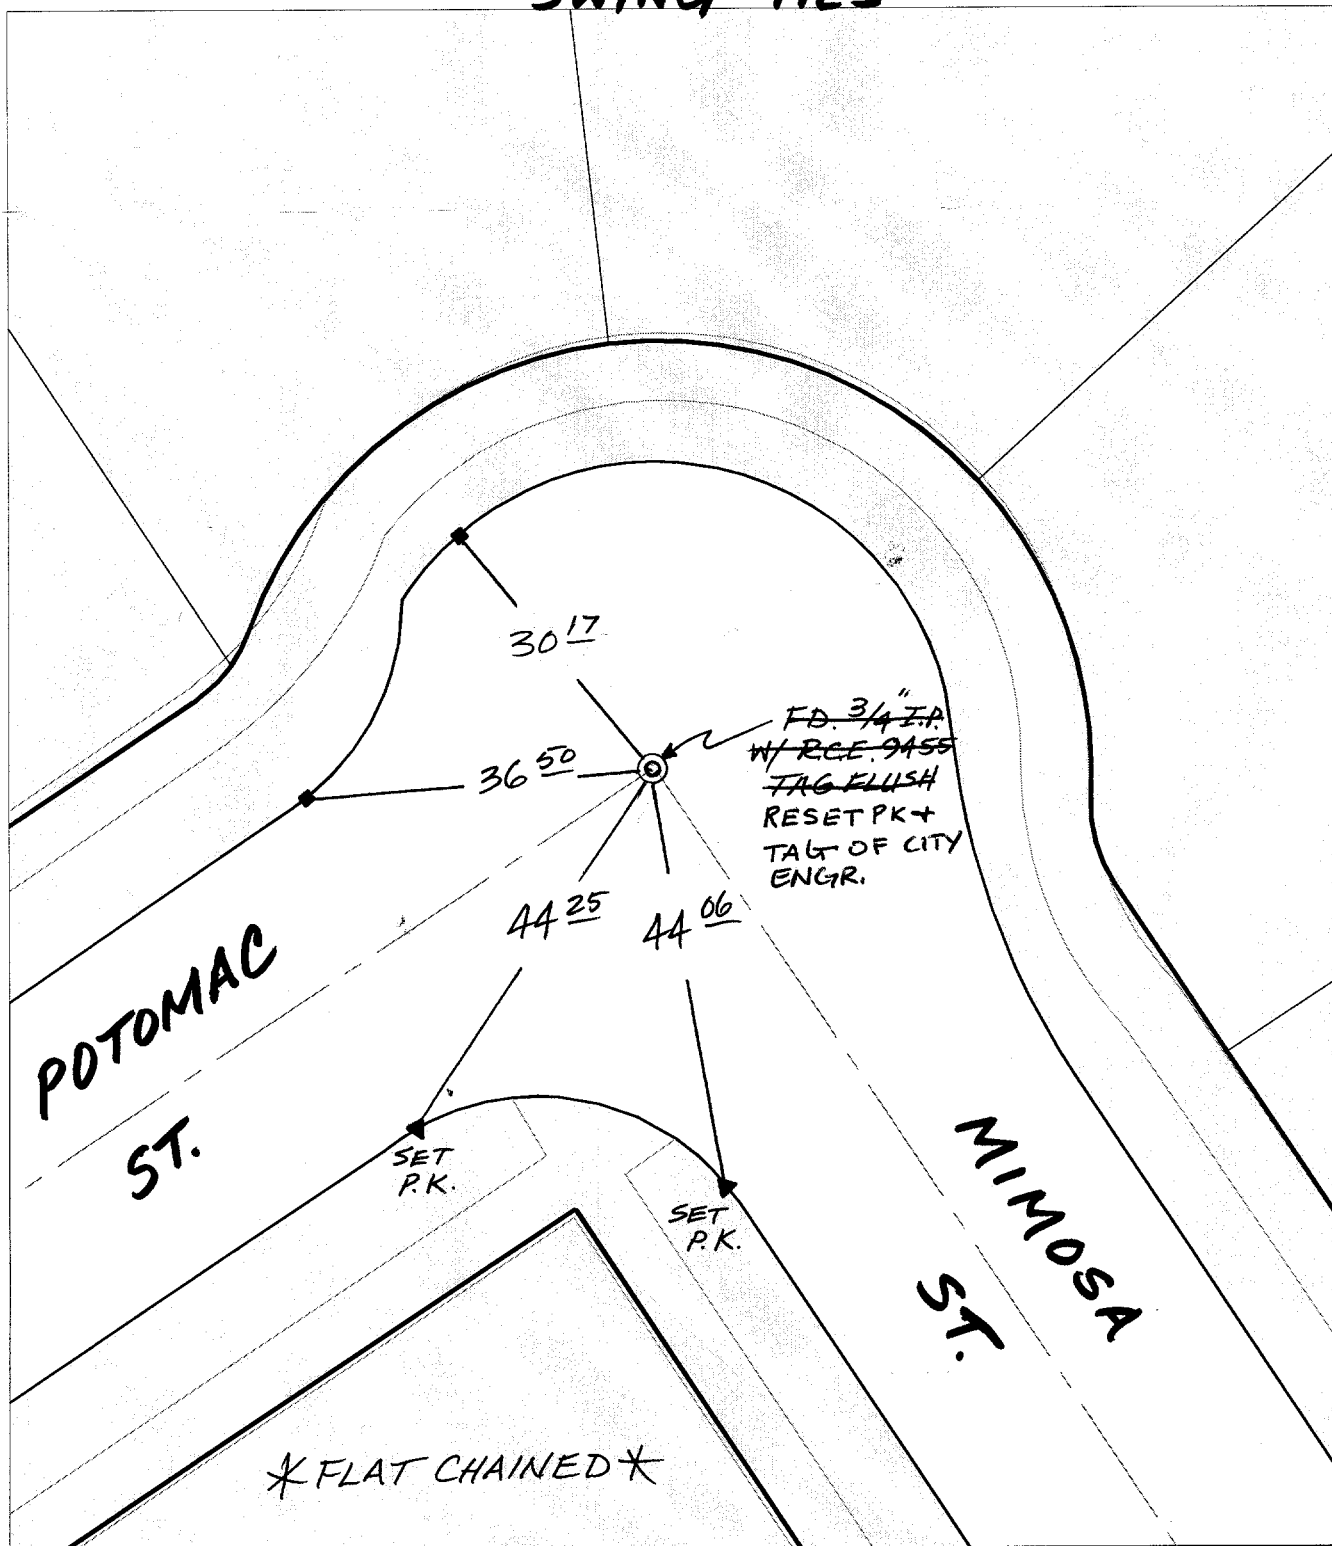 SWING TIES
30 17
FD. 3/4" I.P.
W/ R.C.E. 9455
TAG FLUSH
RESET PK +
TAG OF CITY
ENGR.
36 50
44 25
44 06
POTOMAC
ST.
SET
P.K.
SET
P.K.
MIMOSA
ST.
*FLAT CHAINED*